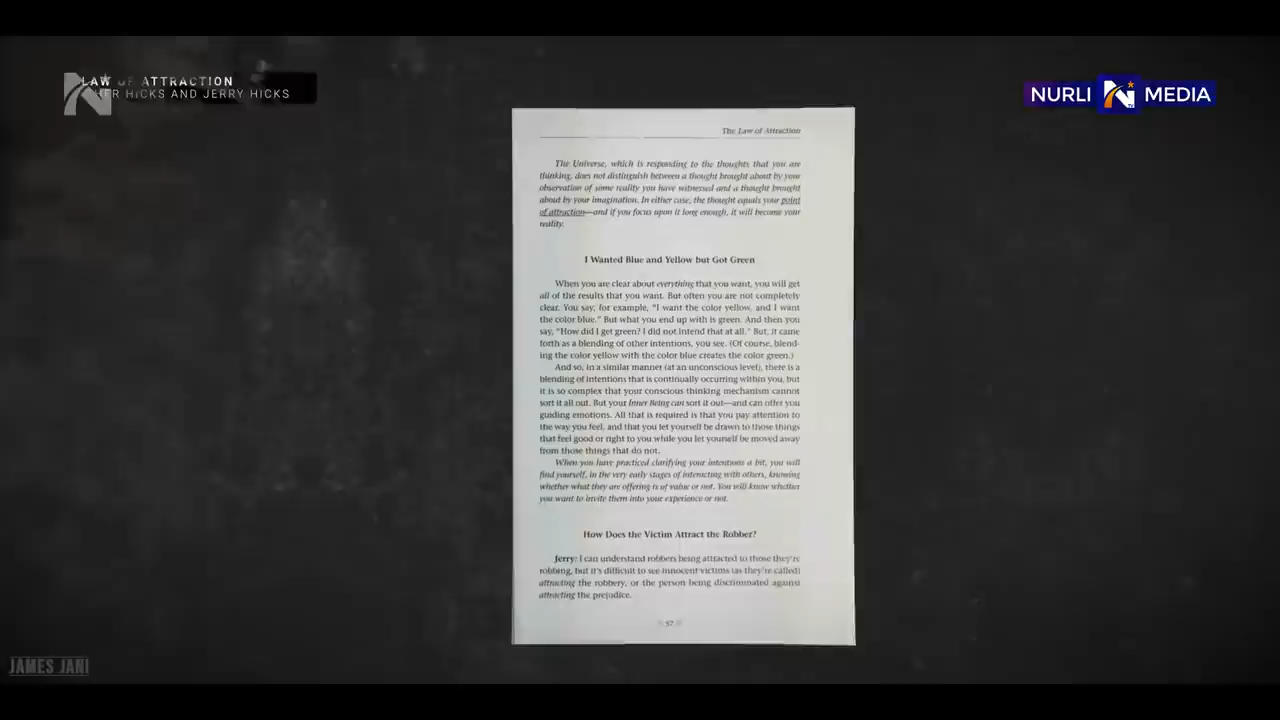 LAW OF ATTRACTION
HER HICKS AND JERRY HICKS
NURLI N MEDIA
The Law of Attraction
The Universe, which is responding to the thoughts that you are
thinking, does not distinguish between a thought brought about by your
observation of some reality you have witnessed and a thought brought
about by your imagination. In either case, the thought equals your point
of attraction—and if you focus upon it long enough, it will become your
reality.
I Wanted Blue and Yellow but Got Green
When you are clear about everything that you want, you will get
all of the results that you want. But often you are not completely
clear. You say, for example, "I want the color yellow, and I want
the color blue." But what you end up with is green. And then you
say, "How did I get green? I did not intend that at all." But, it came
forth as a blending of other intentions, you see. (Of course, blend-
ing the color yellow with the color blue creates the color green.)
And so, in a similar manner (at an unconscious level), there is a
blending of intentions that is continually occurring within you, but
it is so complex that your conscious thinking mechanism cannot
sort it all out. But your Inner Being can sort it out—and can offer you
guiding emotions. All that is required is that you pay attention to
the way you feel, and that you let yourself be drawn to those things
that feel good or right to you while you let yourself be moved away
from those things that do not.
When you have practiced clarifying your intentions a bit, you will
find yourself, in the very early stages of interacting with others, knowing
whether what they are offering is of value or not. You will know whether
you want to invite them into your experience or not.
How Does the Victim Attract the Robber?
Jerry: I can understand robbers being attracted to those they're
robbing, but it's difficult to see innocent victims (as they're called)
attracting the robbery, or the person being discriminated against
attracting the prejudice.
57
JAMES JANI